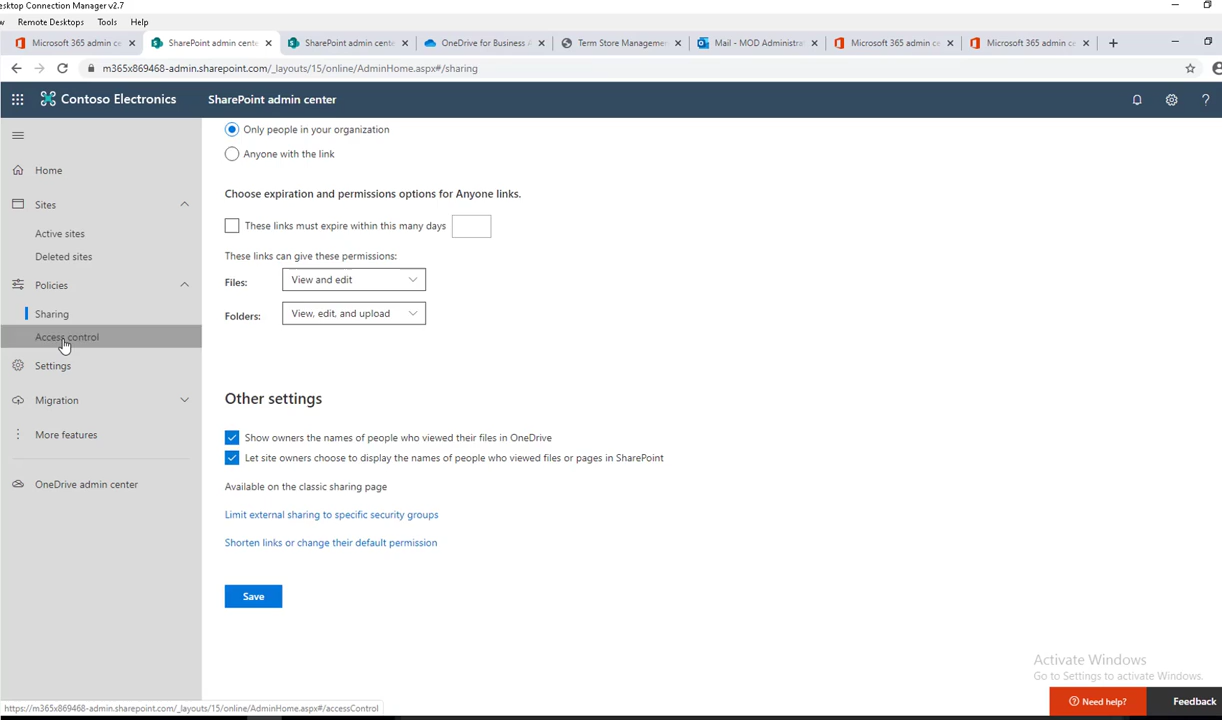 esktop Connection Manager v2.7
w Remote Desktops Tools Help
Microsoft 365 admin ce SharePoint admin cente SharePoint admin cente OneDrive for Business A Term Store Manageme Mail - MOD Administra Microsoft 365 admin c Microsoft 365 admin c
m365x869468-admin.sharepoint.com/_layouts/15/online/AdminHome.aspx#/sharing
Contoso Electronics SharePoint admin center ?
Only people in your organization
Anyone with the link
Home
Choose expiration and permissions options for Anyone links.
Sites
These links must expire within this many days
Active sites
Deleted sites
These links can give these permissions:
Policies
Files: View and edit
Sharing
Folders: View, edit, and upload
Access control
Settings
Migration
More features
OneDrive admin center
Other settings
Show owners the names of people who viewed their files in OneDrive
Let site owners choose to display the names of people who viewed files or pages in SharePoint
Available on the classic sharing page
Limit external sharing to specific security groups
Shorten links or change their default permission
Save
Activate Windows
Go to Settings to activate Windows.
Need help? Feedback
https://m365x869468-admin.sharepoint.com/_layouts/15/online/AdminHome.aspx#/accessControl